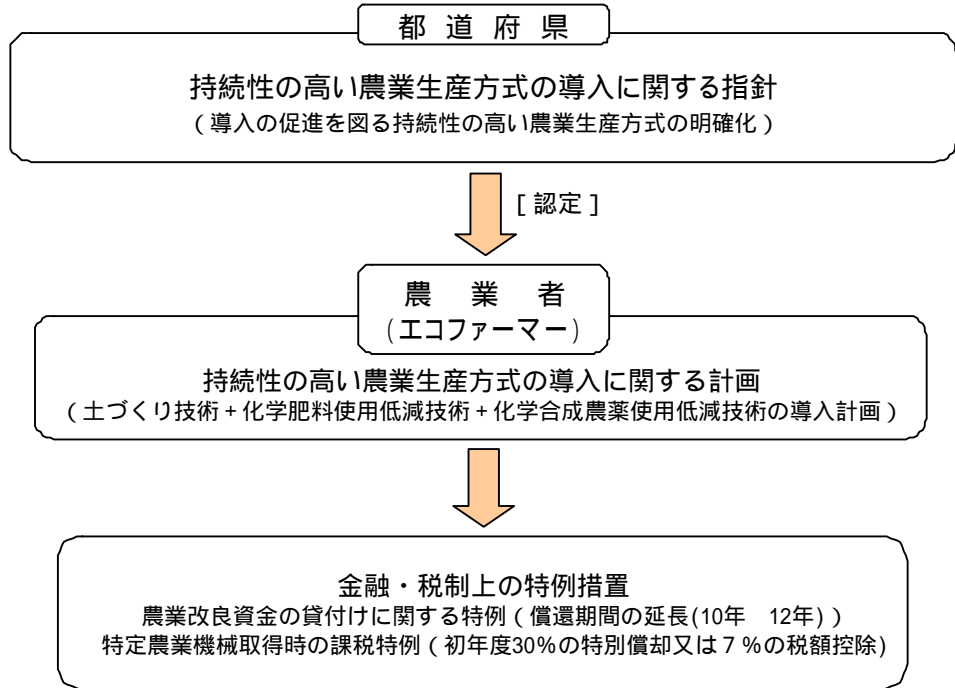 都 道 府 県
持続性の高い農業生産方式の導入に関する指針
(導入の促進を図る持続性の高い農業生産方式の明確化)
[認定]
農 業 者
(エコファーマー)
持続性の高い農業生産方式の導入に関する計画
(土づくり技術+化学肥料使用低減技術+化学合成農薬使用低減技術の導入計画)
金融・税制上の特例措置
農業改良資金の貸付けに関する特例(償還期間の延長(10年 12年))
特定農業機械取得時の課税特例(初年度30%の特別償却又は7%の税額控除)